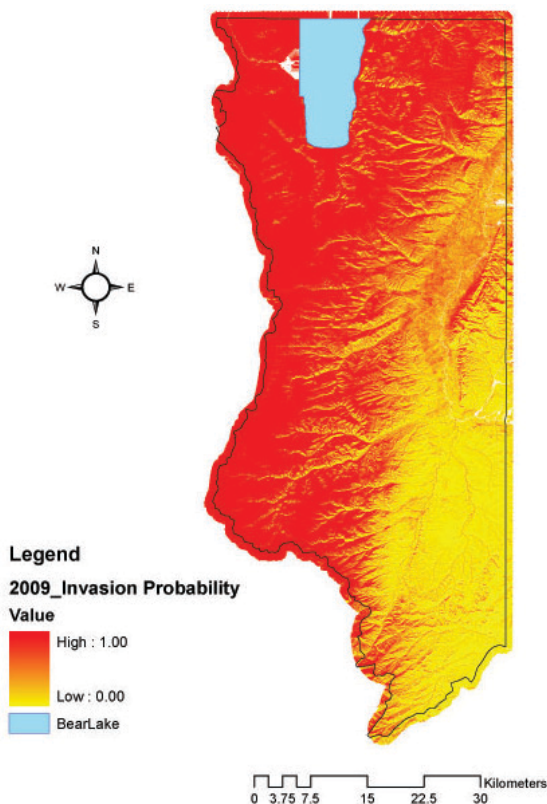 N
W E
S
Legend
2009_Invasion Probability
Value
High : 1.00
Low : 0.00
BearLake
Kilometers
0 3.75 7.5 15 22.5 30